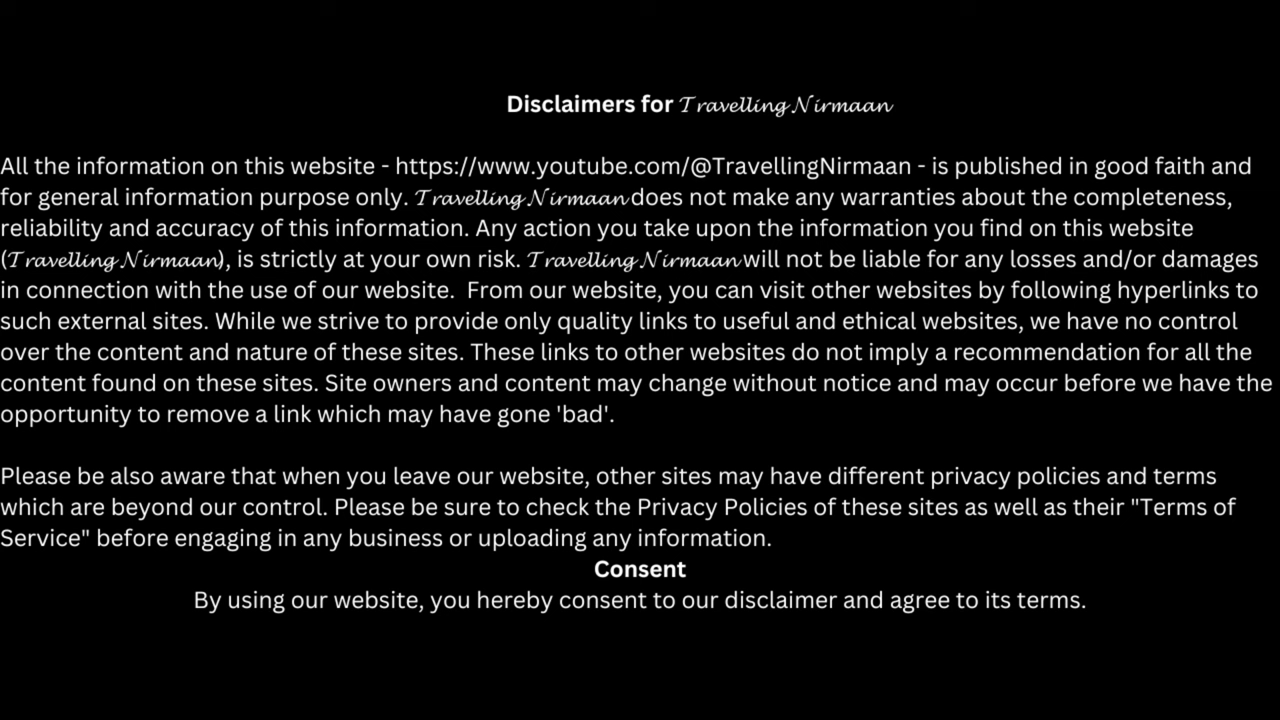 Disclaimers for Travelling Nirmaan
All the information on this website - https://www.youtube.com/@TravellingNirmaan - is published in good faith and
for general information purpose only. Travelling Nirmaan does not make any warranties about the completeness,
reliability and accuracy of this information. Any action you take upon the information you find on this website
(Travelling Nirmaan), is strictly at your own risk. Travelling Nirmaan will not be liable for any losses and/or damages
in connection with the use of our website.  From our website, you can visit other websites by following hyperlinks to
such external sites. While we strive to provide only quality links to useful and ethical websites, we have no control
over the content and nature of these sites. These links to other websites do not imply a recommendation for all the
content found on these sites. Site owners and content may change without notice and may occur before we have the
opportunity to remove a link which may have gone 'bad'.
Please be also aware that when you leave our website, other sites may have different privacy policies and terms
which are beyond our control. Please be sure to check the Privacy Policies of these sites as well as their "Terms of
Service" before engaging in any business or uploading any information.
Consent
By using our website, you hereby consent to our disclaimer and agree to its terms.